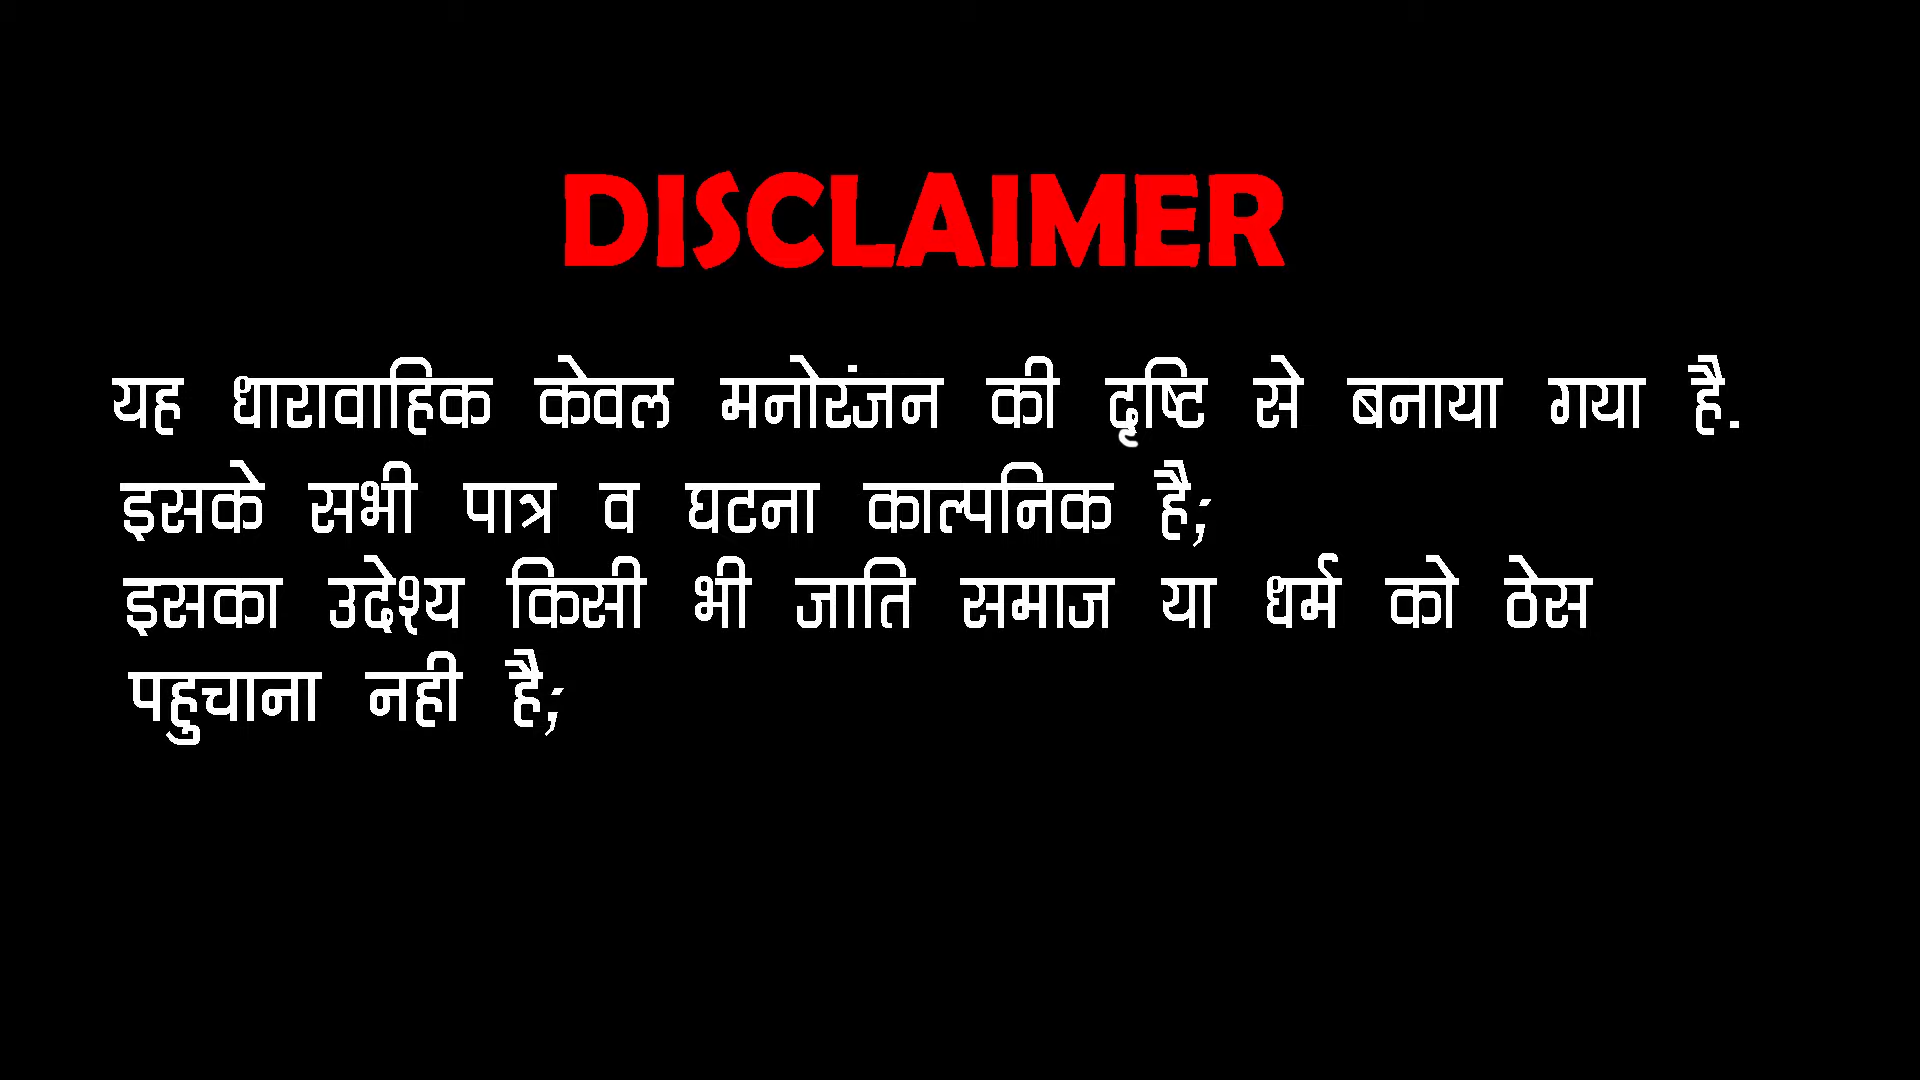 DISCLAIMER
यह धारावाहिक केवल मनोरंजन की दृष्टि से बनाया गया है.
इसके सभी पात्र व घटना काल्पनिक है;
इसका उदेश्य किसी भी जाति समाज या धर्म को ठेस
पहुचाना नही है;